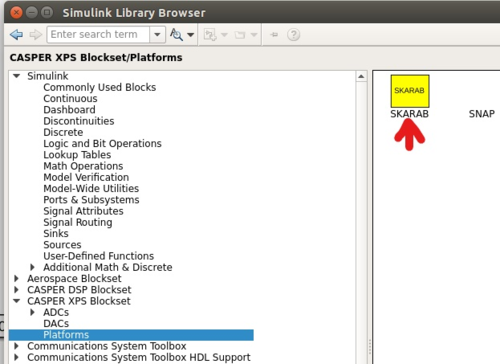 Simulink Library Browser
Enter search term
CASPER XPS Blockset/Platforms
Simulink
Commonly Used Blocks
Continuous
Dashboard
Discontinuities
Discrete
Logic and Bit Operations
Lookup Tables
Math Operations
Model Verification
Model-Wide Utilities
Ports & Subsystems
Signal Attributes
Signal Routing
Sinks
Sources
User-Defined Functions
Additional Math & Discrete
Aerospace Blockset
CASPER DSP Blockset
CASPER XPS Blockset
ADCs
DACs
Platforms
Communications System Toolbox
Communications System Toolbox HDL Support
SKARAB
SKARAB
SNAP